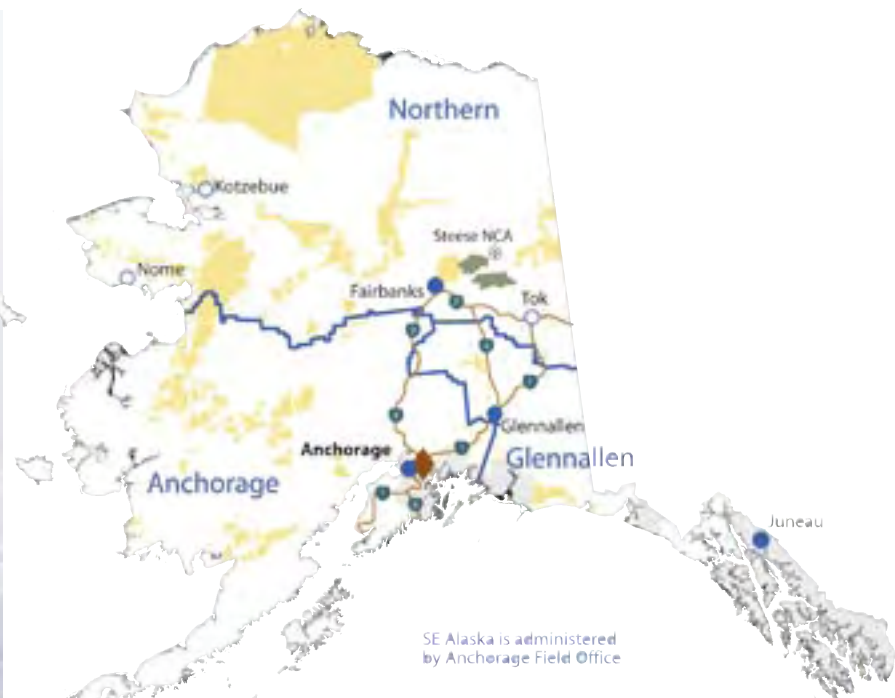 Northern
Kotzebue
Steese NCA
Nome
Fairbanks
Tok
Glennallen
Anchorage
Glennallen
Anchorage
Juneau
SE Alaska is administered
by Anchorage Field Office